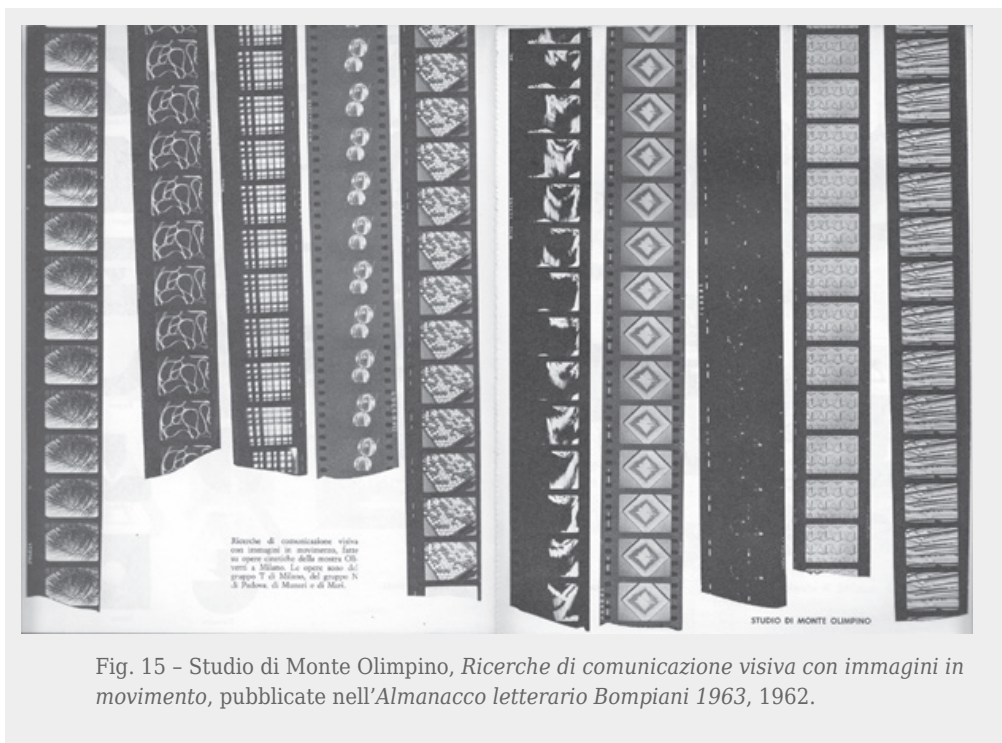 Ricerche di comunicazione visiva
con immagini in movimento, fatte
su opere cinetiche della mostra Oli-
vetti a Milano. Le opere sono del
gruppo T di Milano, del gruppo N
di Padova, di Munari e di Mari.
STUDIO DI MONTE OLIMPINO
Fig. 15 – Studio di Monte Olimpino, Ricerche di comunicazione visiva con immagini in
movimento, pubblicate nell’Almanacco letterario Bompiani 1963, 1962.